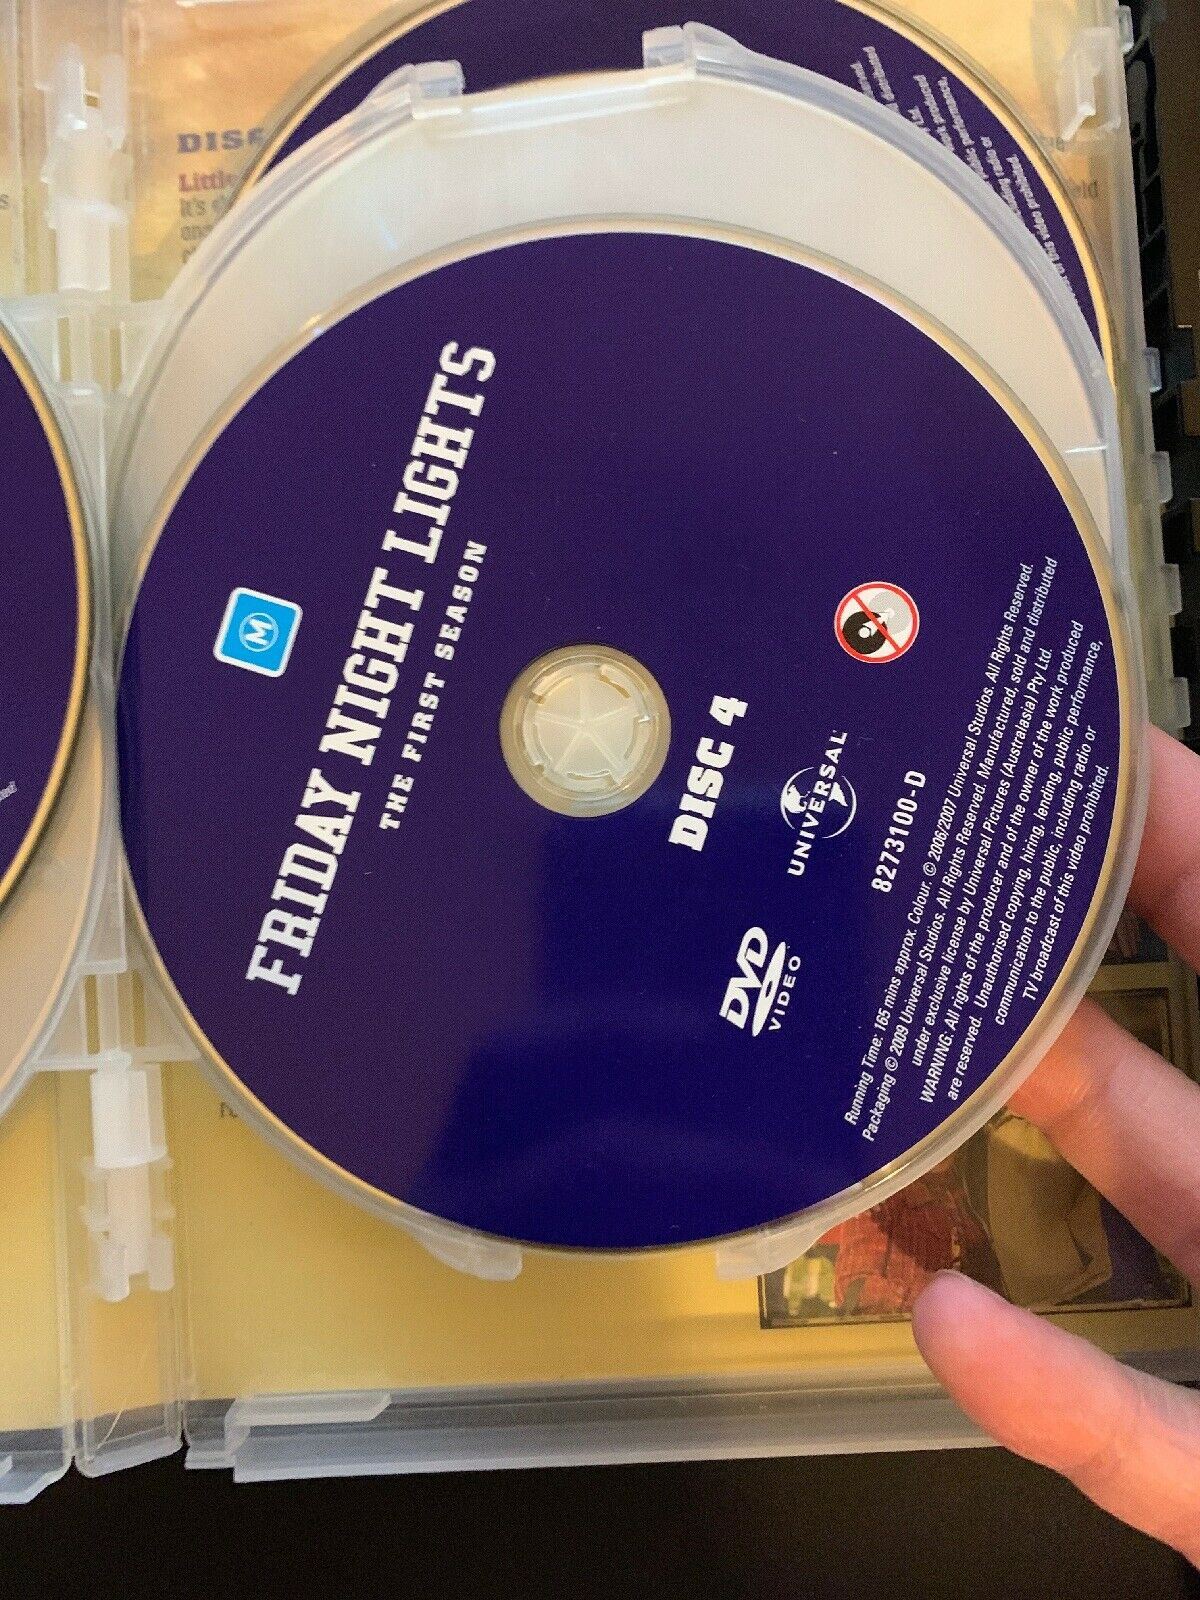 FRIDAY NIGHT LIGHTS
THE FIRST SEASON
M
DISC 4
UNIVERSAL
DVD
VIDEO
8273100-D
Running Time: 165 mins approx. Colour. © 2006/2007 Universal Studios. All Rights Reserved.
Packaging © 2009 Universal Studios. All Rights Reserved. Manufactured, sold and distributed
under exclusive license by Universal Pictures (Australasia) Pty Ltd.
WARNING: All rights of the producer and of the owner of the work produced
are reserved. Unauthorised copying, hiring, lending, public performance,
communication to the public, including radio or
TV broadcast of this video prohibited.
DISC
Little
It's